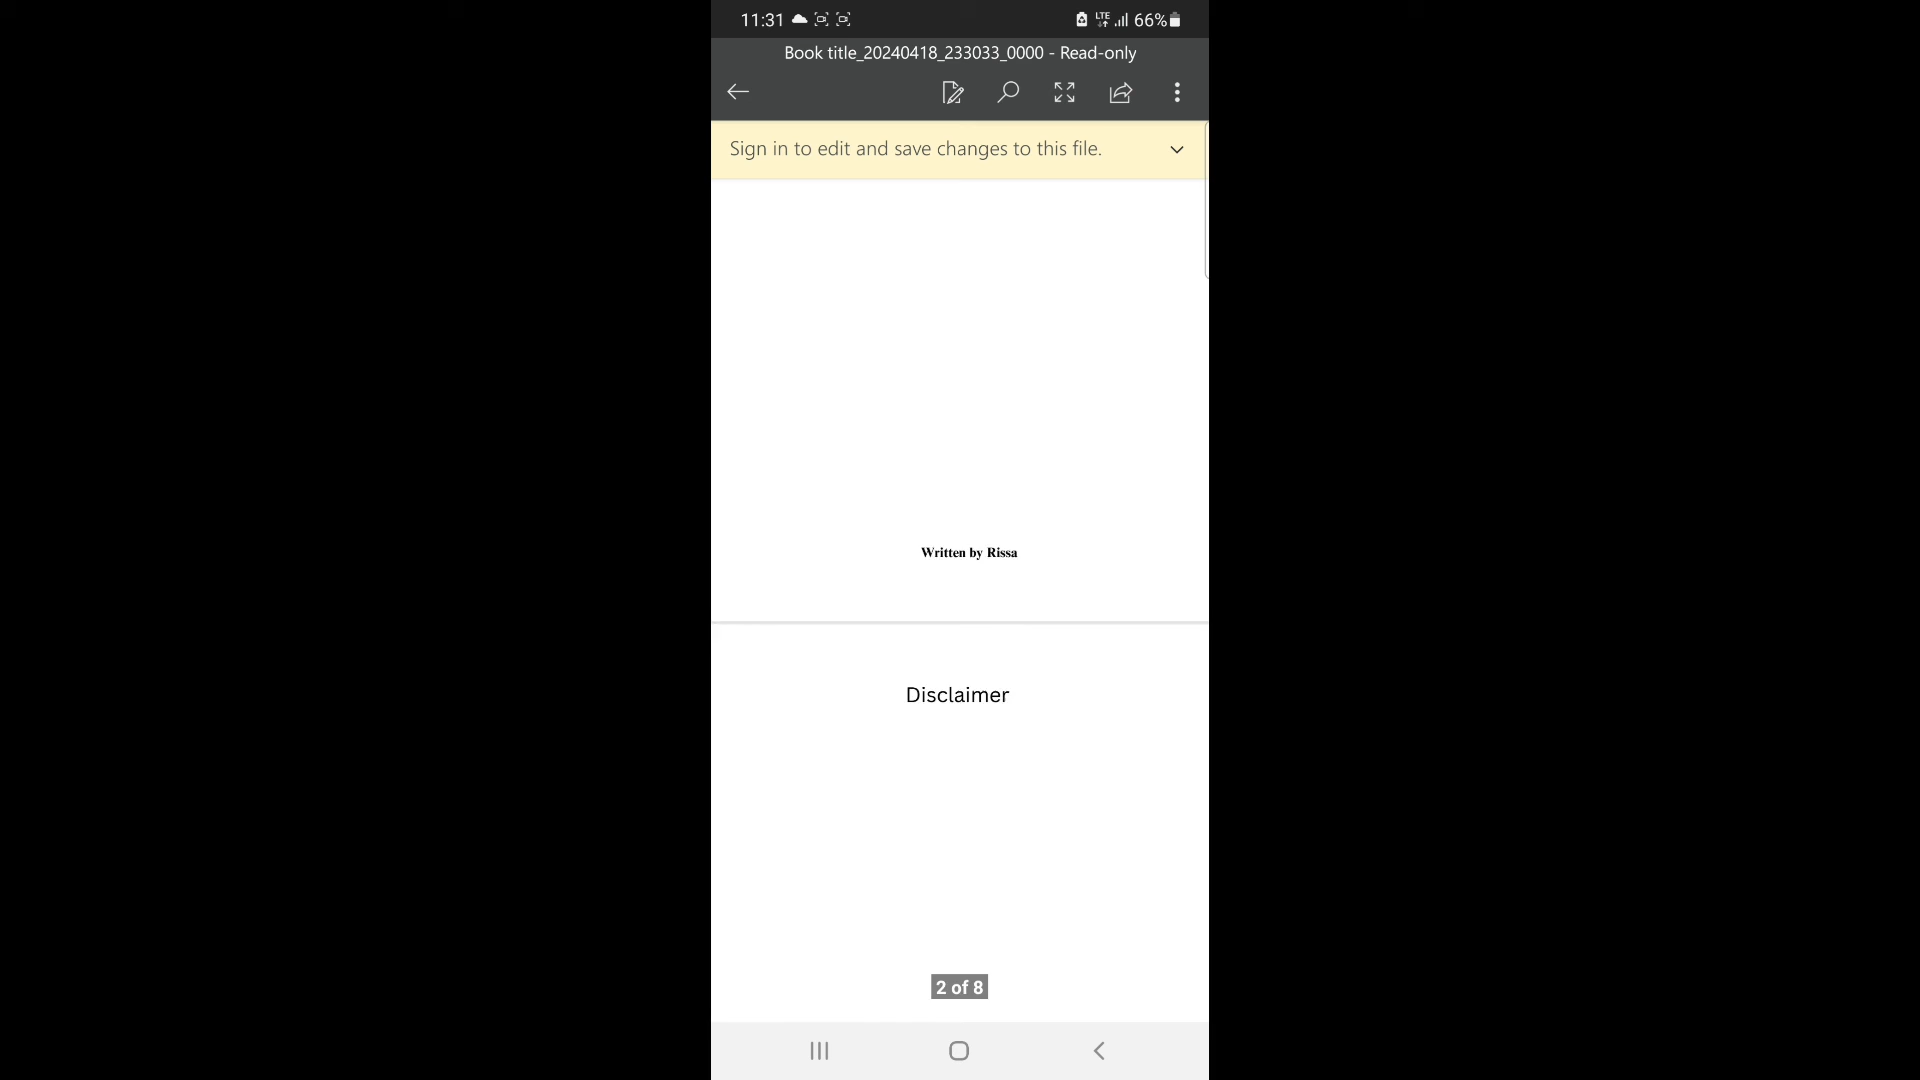 11:31 LTE 66%
Book title_20240418_233033_0000 - Read-only
Sign in to edit and save changes to this file.
Written by Rissa
Disclaimer
2 of 8